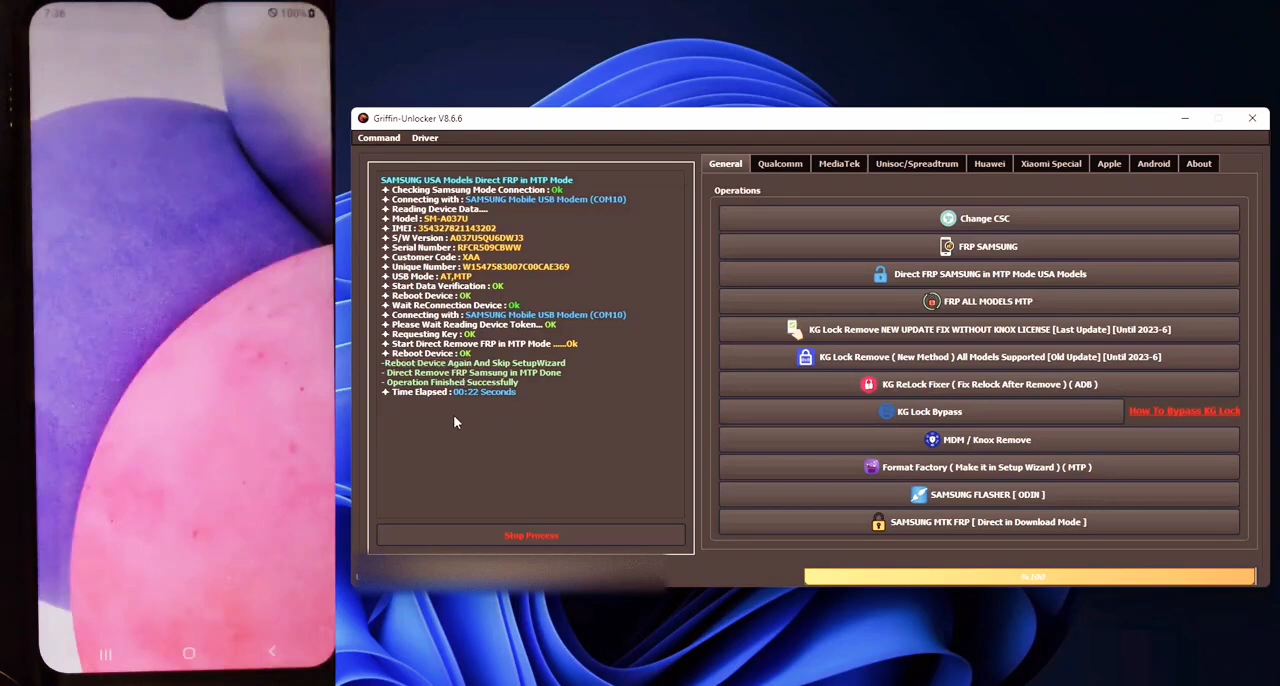 7:36
100%
Griffin-Unlocker V8.6.6
Command Driver
SAMSUNG USA Models Direct FRP in MTP Mode
Checking Samsung Mode Connection : Ok
Connecting with : SAMSUNG Mobile USB Modem (COM10)
Reading Device Data....
Model : SM-A037U
IMEI : 354327821143202
S/W Version : A037USQU6DWJ3
Serial Number : RFCR509CBWW
Customer Code : XAA
Unique Number : W1547583007C00CAE369
USB Mode : AT,MTP
Start Data Verification : OK
Reboot Device : OK
Wait ReConnection Device : Ok
Connecting with : SAMSUNG Mobile USB Modem (COM10)
Please Wait Reading Device Token... OK
Requesting Key : OK
Start Direct Remove FRP in MTP Mode ......Ok
Reboot Device : OK
-Reboot Device Again And Skip SetupWizard
- Direct Remove FRP Samsung in MTP Done
- Operation Finished Successfully
Time Elapsed : 00:22 Seconds
Stop Process
General Qualcomm MediaTek Unisoc/Spreadtrum Huawei Xiaomi Special Apple Android About
Operations
Change CSC
FRP SAMSUNG
Direct FRP SAMSUNG in MTP Mode USA Models
FRP ALL MODELS MTP
KG Lock Remove NEW UPDATE FIX WITHOUT KNOX LICENSE [Last Update] [Until 2023-6]
KG Lock Remove ( New Method ) All Models Supported [Old Update] [Until 2023-6]
KG ReLock Fixer ( Fix Relock After Remove ) ( ADB )
KG Lock Bypass
How To Bypass KG Lock
MDM / Knox Remove
Format Factory ( Make it in Setup Wizard ) ( MTP )
SAMSUNG FLASHER [ ODIN ]
SAMSUNG MTK FRP [ Direct in Download Mode ]